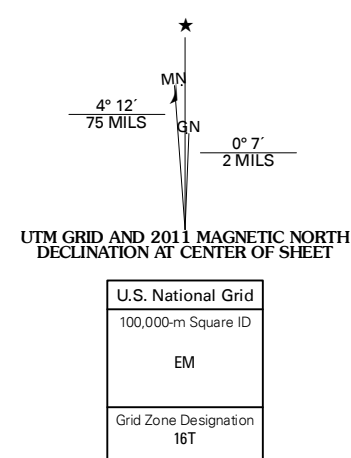 ★
MN
4° 12´
75 MILS
GN
0° 7´
2 MILS
UTM GRID AND 2011 MAGNETIC NORTH
DECLINATION AT CENTER OF SHEET
U.S. National Grid
100,000-m Square ID
EM
Grid Zone Designation
16T